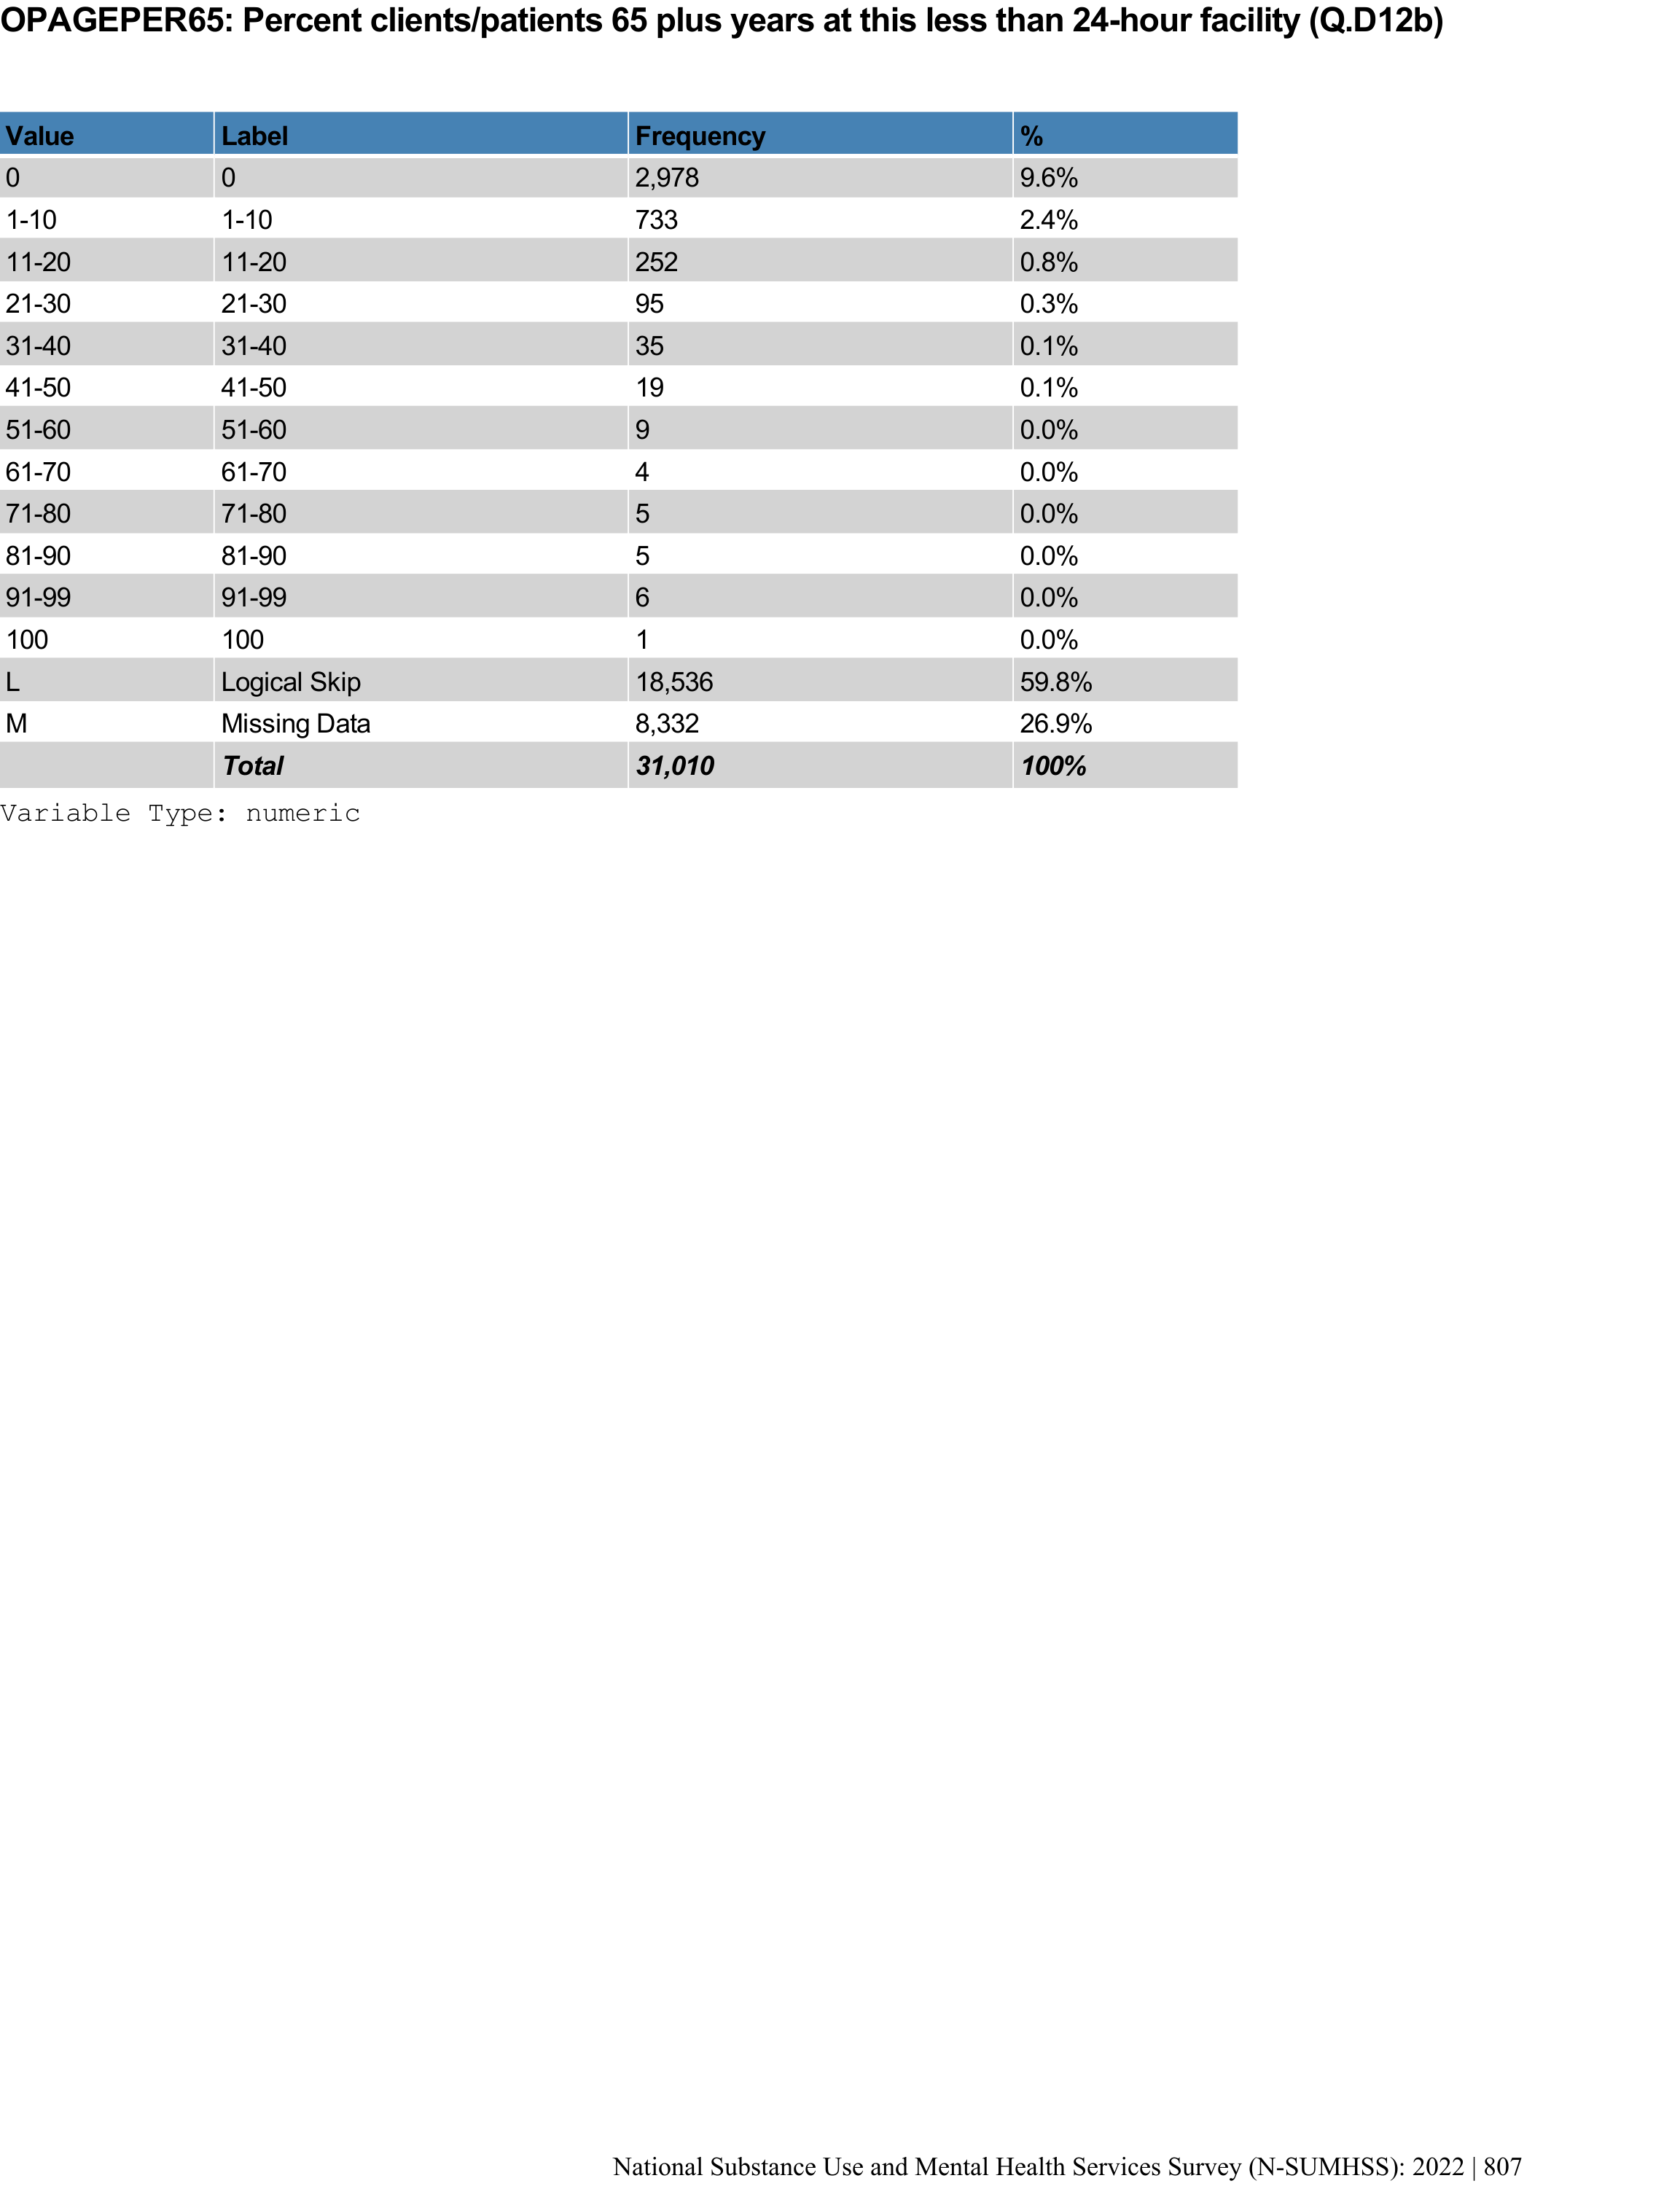 OPAGEPER65: Percent clients/patients 65 plus years at this less than 24-hour facility (Q.D12b)
Value Label Frequency %
0 0 2,978 9.6%
1-10 1-10 733 2.4%
11-20 11-20 252 0.8%
21-30 21-30 95 0.3%
31-40 31-40 35 0.1%
41-50 41-50 19 0.1%
51-60 51-60 9 0.0%
61-70 61-70 4 0.0%
71-80 71-80 5 0.0%
81-90 81-90 5 0.0%
91-99 91-99 6 0.0%
100 100 1 0.0%
L Logical Skip 18,536 59.8%
M Missing Data 8,332 26.9%
Total 31,010 100%
Variable Type: numeric
National Substance Use and Mental Health Services Survey (N-SUMHSS): 2022 | 807